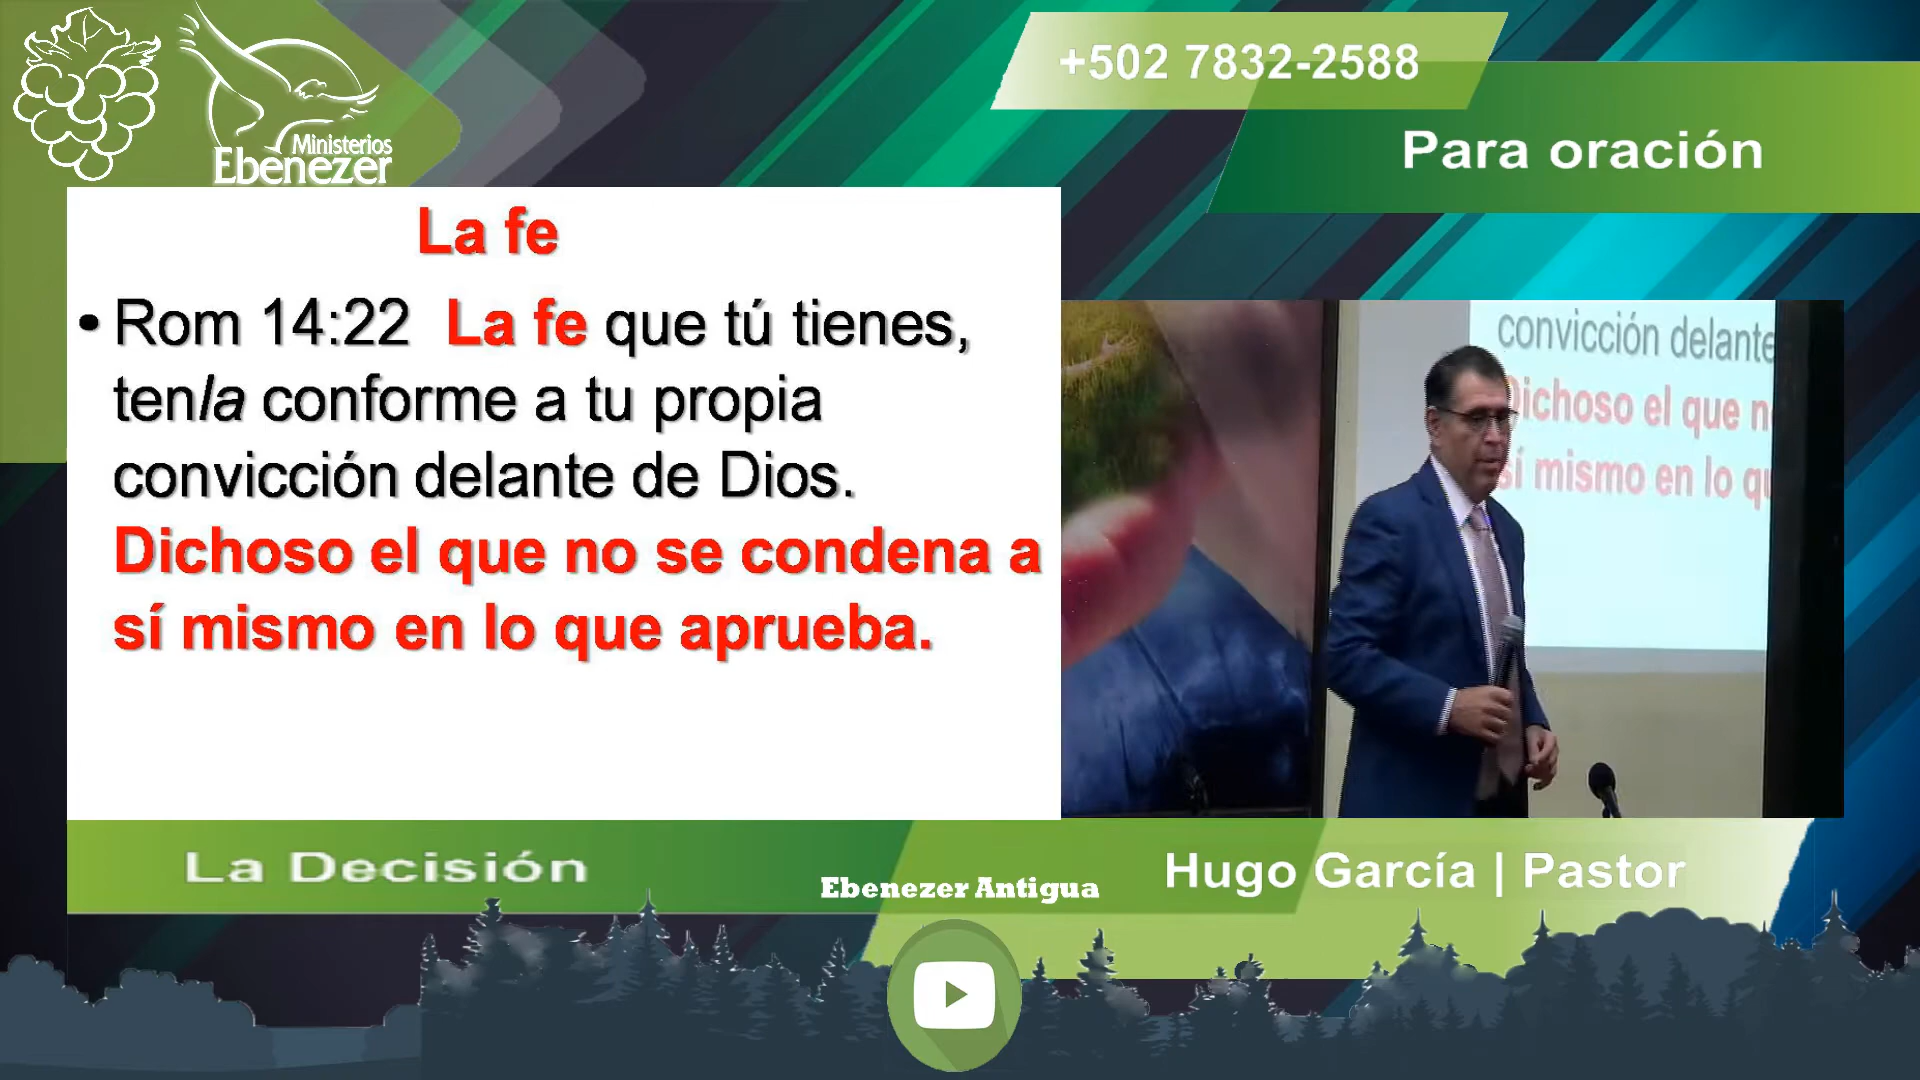 Ministerios
Ebenezer
+502 7832-2588
Para oración
La fe
• Rom 14:22 La fe que tú tienes,
tenla conforme a tu propia
convicción delante de Dios.
Dichoso el que no se condena a
sí mismo en lo que aprueba.
convicción delante
Dichoso el que n
sí mismo en lo qu
La Decisión
Ebenezer Antigua
Hugo García | Pastor